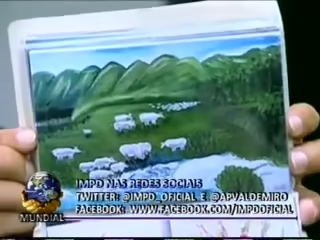 IMPD NAS REDES SOCIAIS
TWITTER: @IMPD_OFICIAL E @APVALDEMIRO
FACEBOOK: WWW.FACEBOOK.COM/IMPDOFICIAL
MUNDIAL